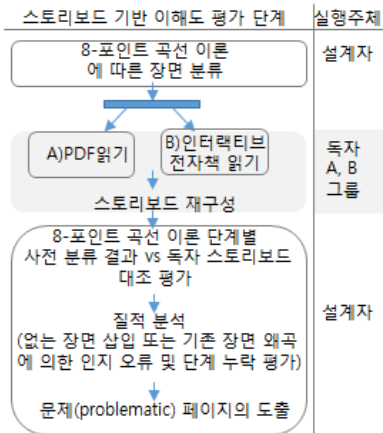 스토리보드 기반 이해도 평가 단계
실행주체
8-포인트 곡선 이론
에 따른 장면 분류
설계자
A)PDF읽기
B)인터랙티브
전자책 읽기
독자
A, B
그룹
스토리보드 재구성
8-포인트 곡선 이론 단계별
사전 분류 결과 vs 독자 스토리보드
대조 평가
질적 분석
(없는 장면 삽입 또는 기존 장면 왜곡
에 의한 인지 오류 및 단계 누락 평가)
설계자
문제(problematic) 페이지의 도출